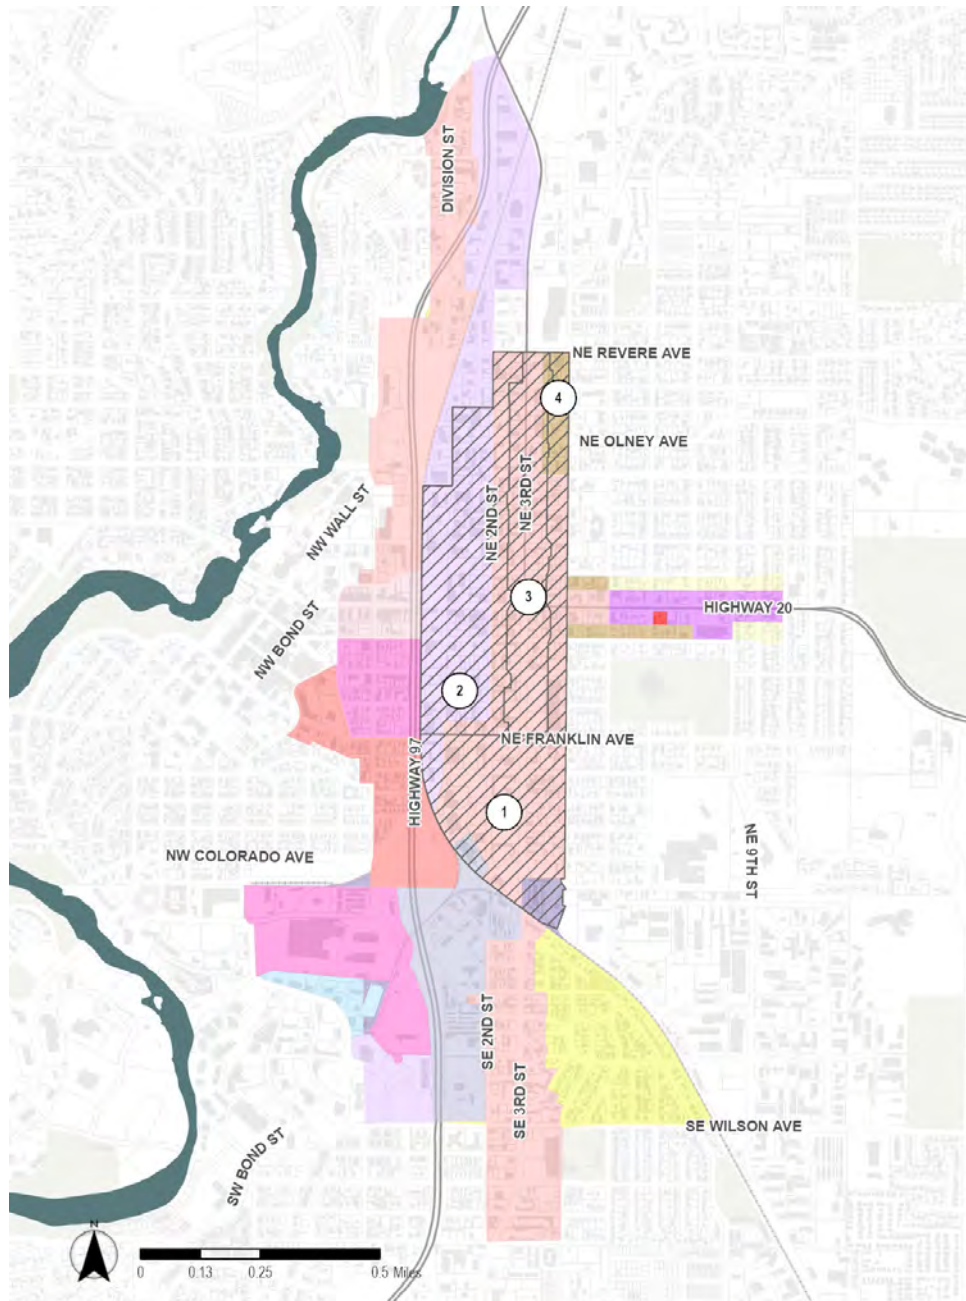 DIVISION ST
NE REVERE AVE
4
NE OLNEY AVE
NE 3RD ST
NE 2ND ST
NW WALL ST
3
HIGHWAY 20
NW BOND ST
2
NE FRANKLIN AVE
HIGHWAY 97
1
NE 9TH ST
NW COLORADO AVE
SE 2ND ST
SE 3RD ST
SE WILSON AVE
SW BOND ST
N
0 0.13 0.25 0.5 Miles